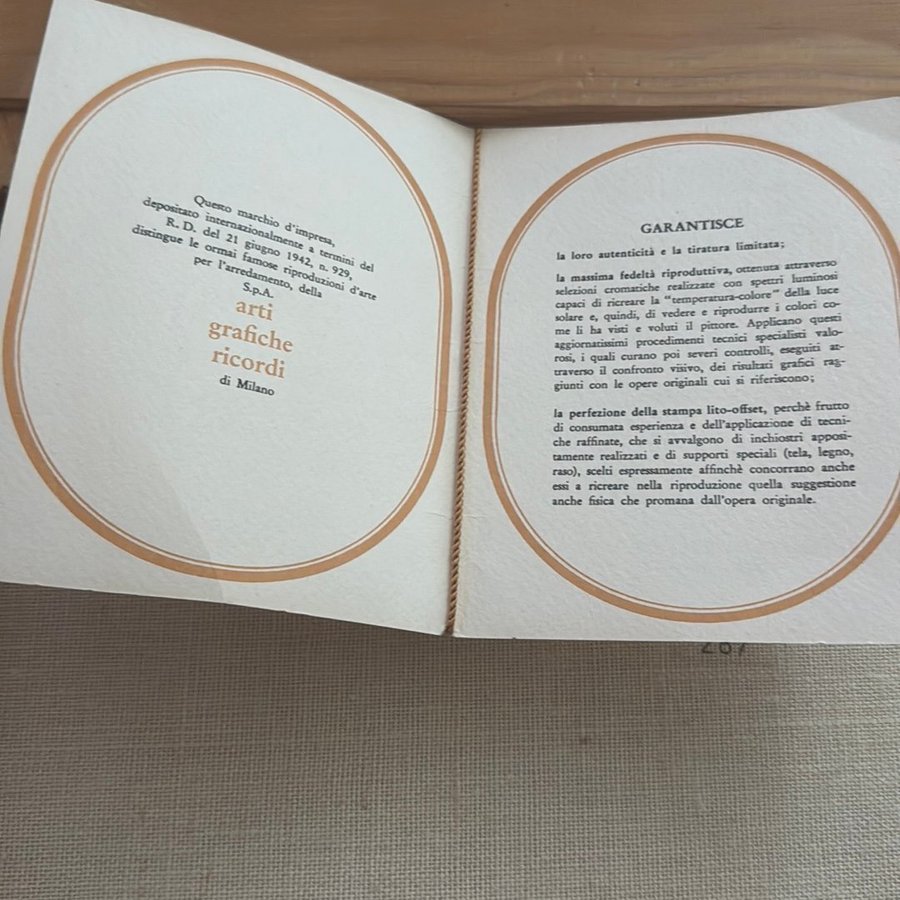 Questo marchio d'impresa,
depositato internazionalmente a termini del
R. D. del 21 giugno 1942, n. 929,
distingue le ormai famose riproduzioni d'arte
per l'arredamento, della
S.p.A.
arti
grafiche
ricordi
di Milano
GARANTISCE
la loro autenticità e la tiratura limitata;
la massima fedeltà riproduttiva, ottenuta attraverso
selezioni cromatiche realizzate con spettri luminosi
capaci di ricreare la "temperatura-colore" della luce
solare e, quindi, di vedere e riprodurre i colori co-
me li ha visti e voluti il pittore. Applicano questi
aggiornatissimi procedimenti tecnici specialisti valo-
rosi, i quali curano poi severi controlli, eseguiti at-
traverso il confronto visivo, dei risultati grafici rag-
giunti con le opere originali cui si riferiscono;
la perfezione della stampa lito-offset, perchè frutto
di consumata esperienza e dell'applicazione di tecni-
che raffinate, che si avvalgono di inchiostri apposi-
tamente realizzati e di supporti speciali (tela, legno,
raso), scelti espressamente affinchè concorrano anche
essi a ricreare nella riproduzione quella suggestione
anche fisica che promana dall'opera originale.